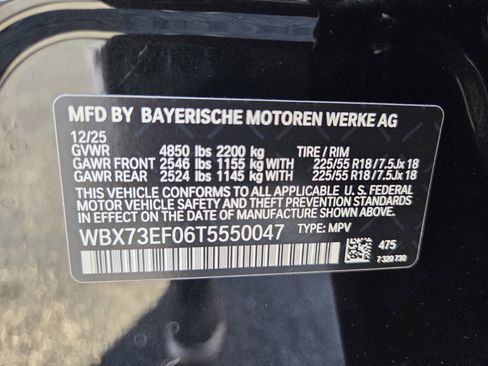 MFD BY BAYERISCHE MOTOREN WERKE AG
12/25
GVWR 4850 lbs 2200 kg TIRE / RIM
GAWR FRONT 2546 lbs 1155 kg WITH 225/55 R18 / 7.5Jx 18
GAWR REAR 2524 lbs 1145 kg WITH 225/55 R18 / 7.5Jx 18
THIS VEHICLE CONFORMS TO ALL APPLICABLE U.S. FEDERAL
MOTOR VEHICLE SAFETY AND THEFT PREVENTION STANDARDS
IN EFFECT ON THE DATE OF MANUFACTURE SHOWN ABOVE.
WBX73EF06T5550047 TYPE: MPV
475
7 320 730